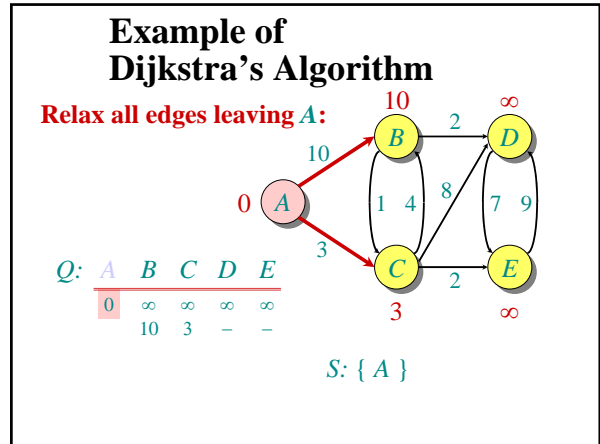 Example of
Dijkstra's Algorithm
Relax all edges leaving A:
10
∞
2
B
D
10
0
A
1
4
8
7
9
3
C
E
2
3
∞
Q: A B C D E
0 ∞ ∞ ∞ ∞
10 3 – –
S: { A }